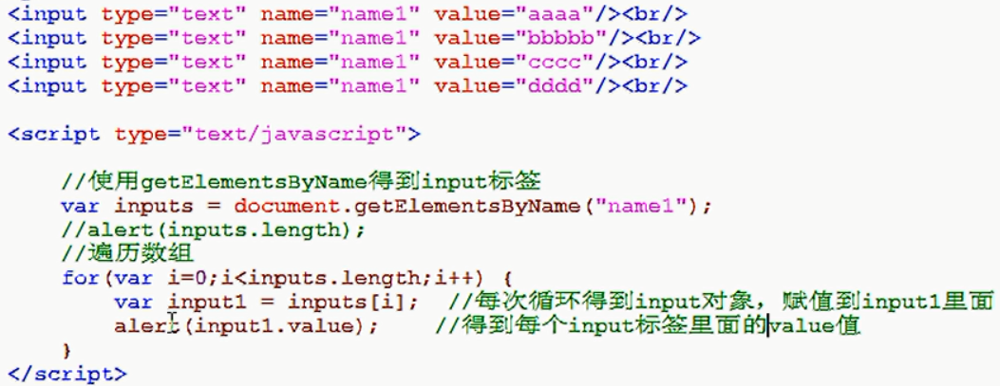 <input type="text" name="name1" value="aaaa"/><br/>
<input type="text" name="name1" value="bbbbb"/><br/>
<input type="text" name="name1" value="cccc"/><br/>
<input type="text" name="name1" value="dddd"/><br/>
<script type="text/javascript">
//使用getElementsByName得到input标签
var inputs = document.getElementsByName("name1");
//alert(inputs.length);
//遍历数组
for(var i=0;i<inputs.length;i++) {
var input1 = inputs[i]; //每次循环得到input对象，赋值到input1里面
alert(input1.value); //得到每个input标签里面的value值
}
</script>